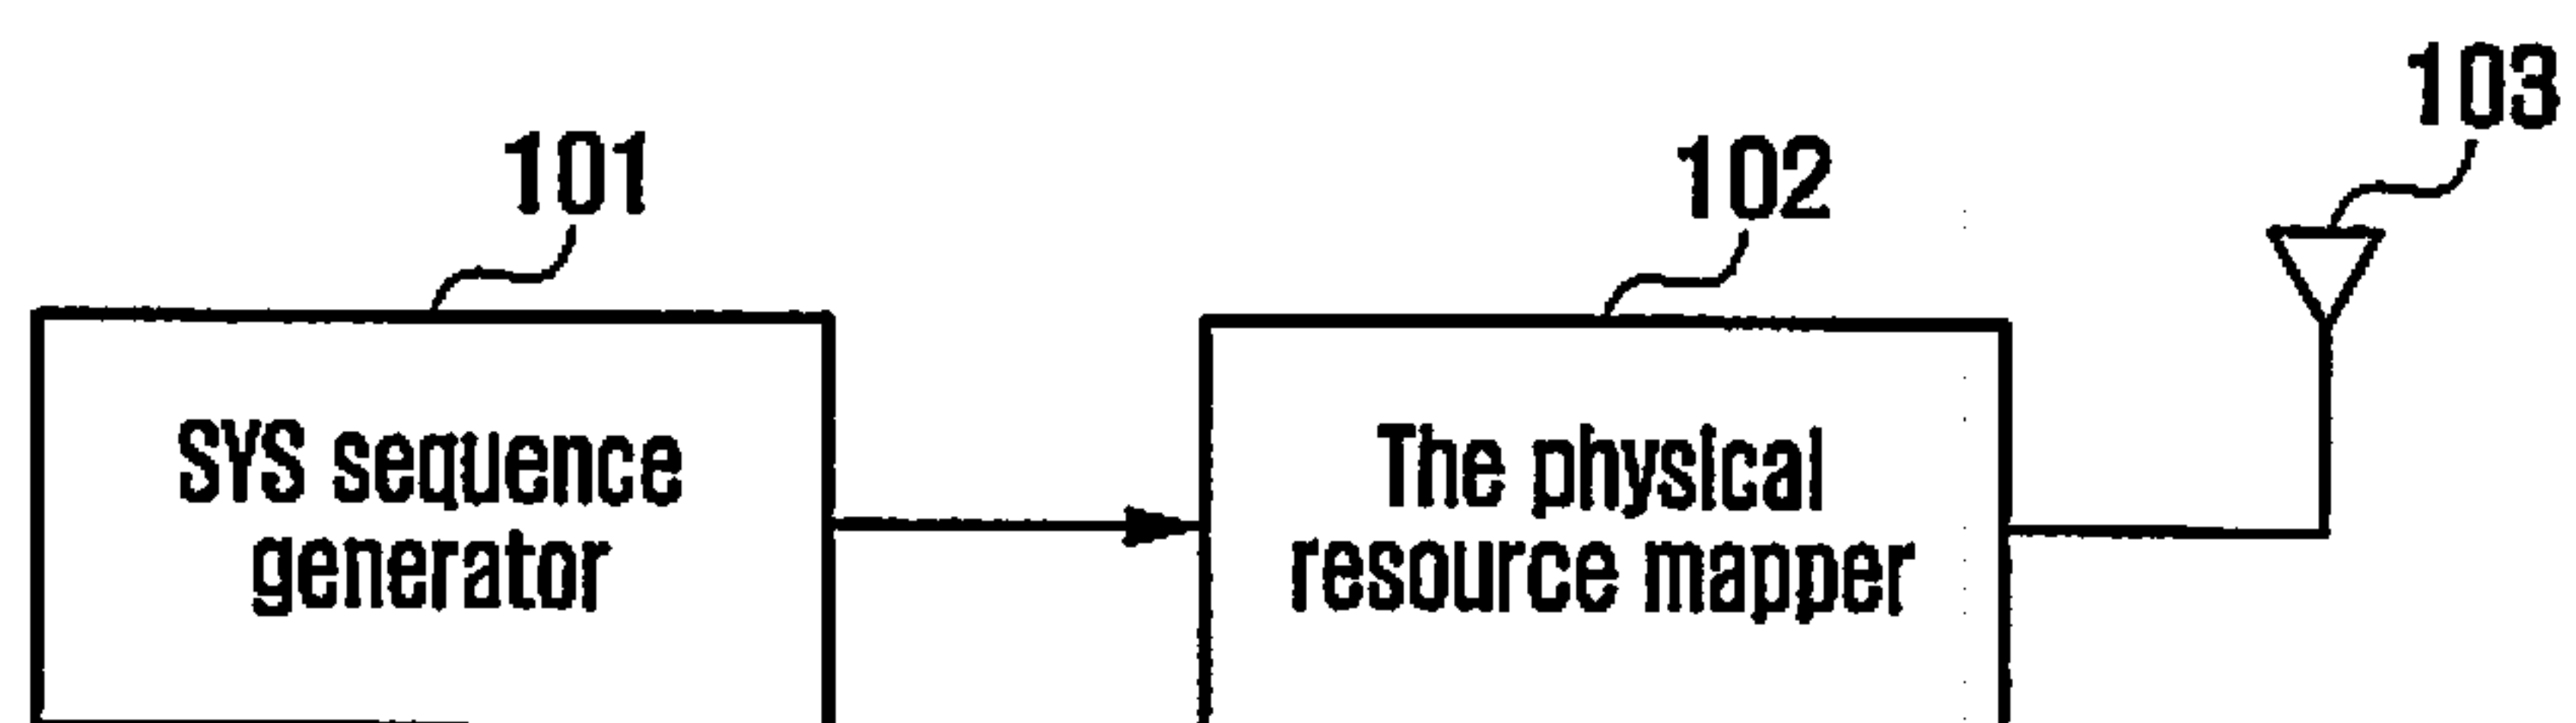 101
102
103
SYS sequence
generator
The physical
resource mapper